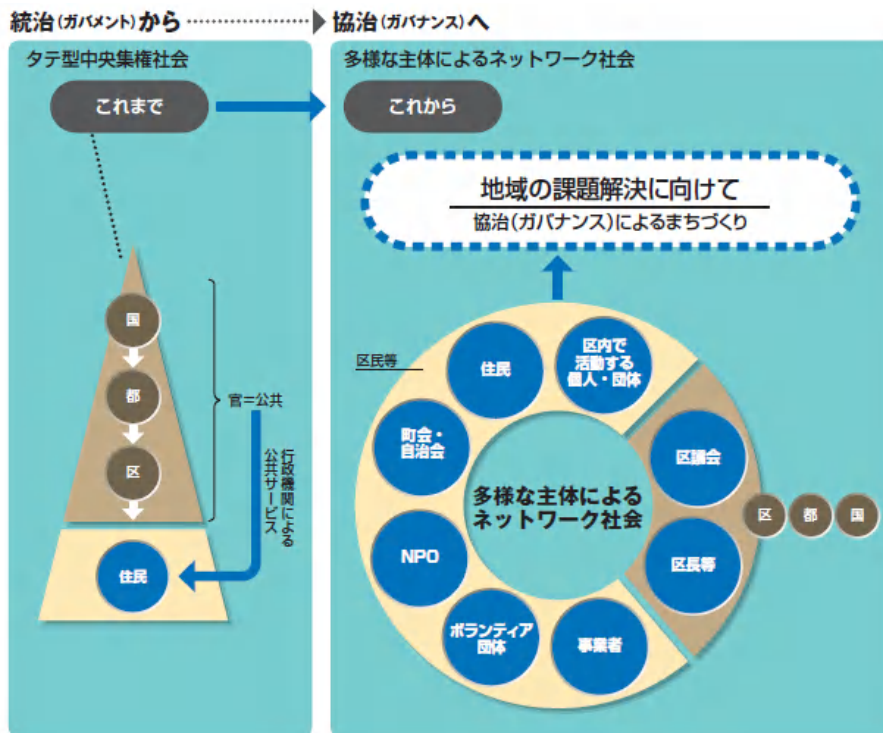 統治(ガバメント)から
協治(ガバナンス)へ
タテ型中央集権社会
これまで
国
都
区
住民
官=公共
行政機関による
公共サービス
多様な主体によるネットワーク社会
これから
地域の課題解決に向けて
協治(ガバナンス)によるまちづくり
区民等
住民
区内で
活動する
個人・団体
町会・
自治会
区議会
多様な主体による
ネットワーク社会
区
都
国
NPO
区長等
ボランティア
団体
事業者